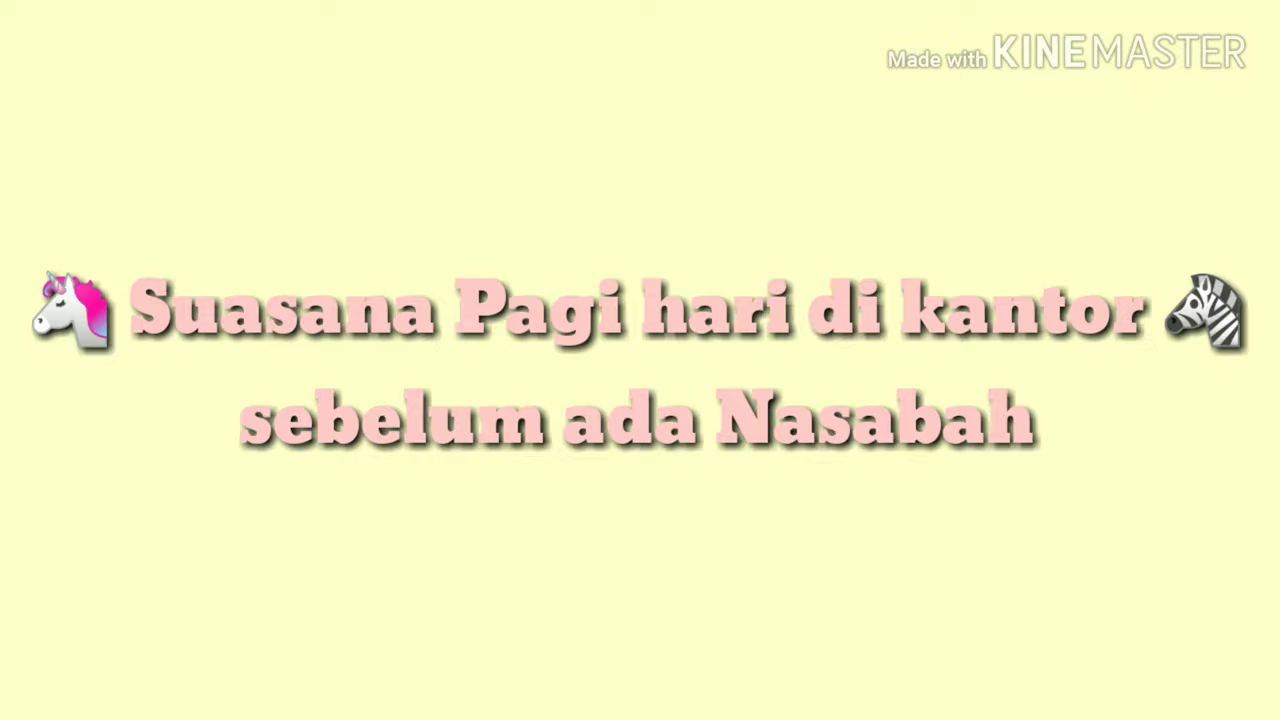 Made with KINEMASTER
🦄 Suasana Pagi hari di kantor 🦓
sebelum ada Nasabah